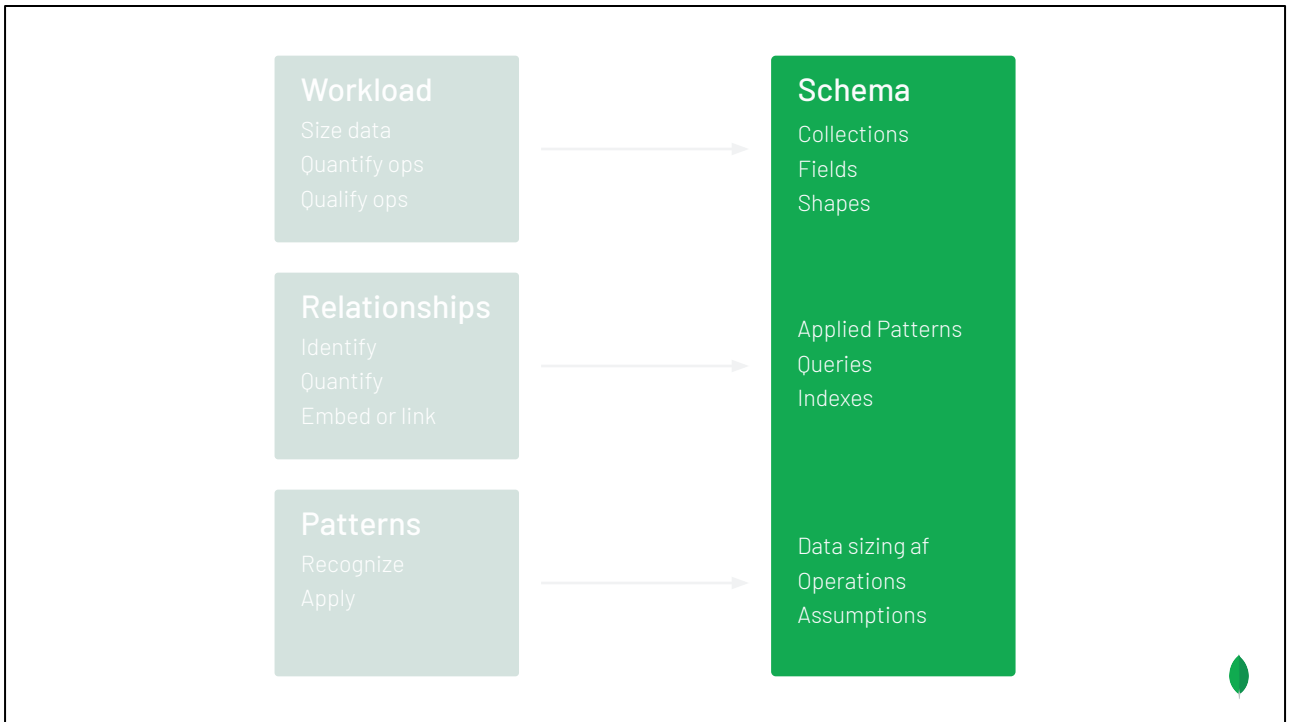 Workload
Size data
Quantify ops
Qualify ops
Relationships
Identify
Quantify
Embed or link
Patterns
Recognize
Apply
Schema
Collections
Fields
Shapes
Applied Patterns
Queries
Indexes
Data sizing af
Operations
Assumptions